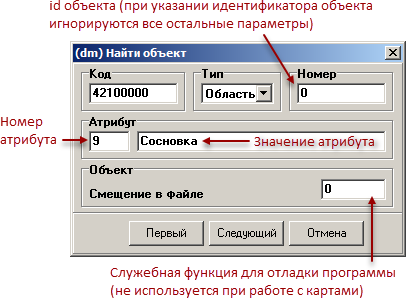 id объекта (при указании идентификатора объекта
игнорируются все остальные параметры)
(dm) Найти объект
Код
Тип
Номер
42100000
Область
0
Номер
атрибута
Атрибут
9
Сосновка
Значение атрибута
Объект
Смещение в файле
0
Первый
Следующий
Отмена
Служебная функция для отладки программы
(не используется при работе с картами)